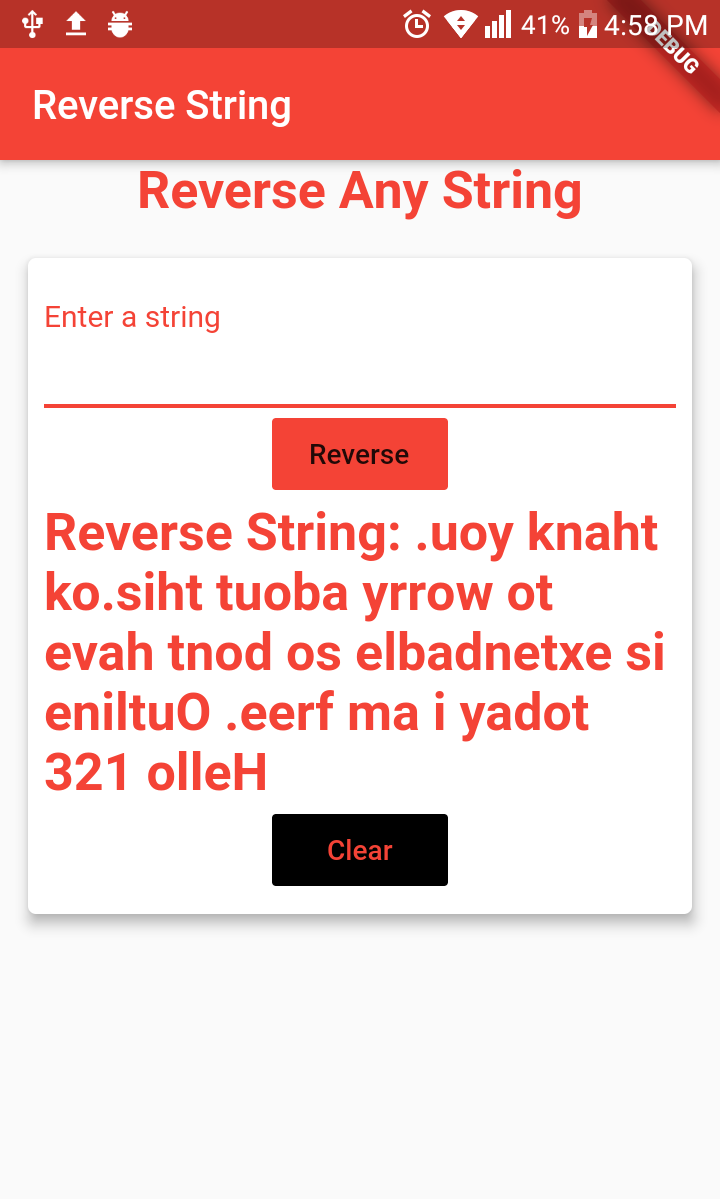 41% 4:58 PM
DEBUG
Reverse String
Reverse Any String
Enter a string
Reverse
Reverse String: .uoy knaht
ko.siht tuoba yrrow ot
evah tnod os elbadnetxe si
eniltuO .eerf ma i yadot
321 olleH
Clear